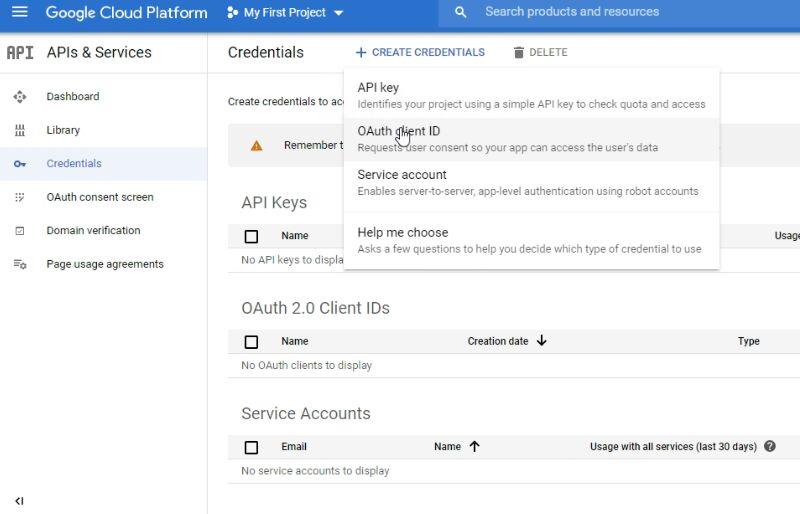 Google Cloud Platform
My First Project
Search products and resources
API
APIs & Services
Credentials
CREATE CREDENTIALS
DELETE
Dashboard
Library
Credentials
OAuth consent screen
Domain verification
Page usage agreements
Create credentials to
API key
Identifies your project using a simple API key to check quota and access
Remember
OAuth client ID
Requests user consent so your app can access the user's data
Service account
Enables server-to-server, app-level authentication using robot accounts
Help me choose
Asks a few questions to help you decide which type of credential to use
API Keys
Name
No API keys to
OAuth 2.0 Client IDs
Name
Creation date
Type
No OAuth clients to display
Service Accounts
Email
Name
Usage with all services (last 30 days)
No service accounts to display